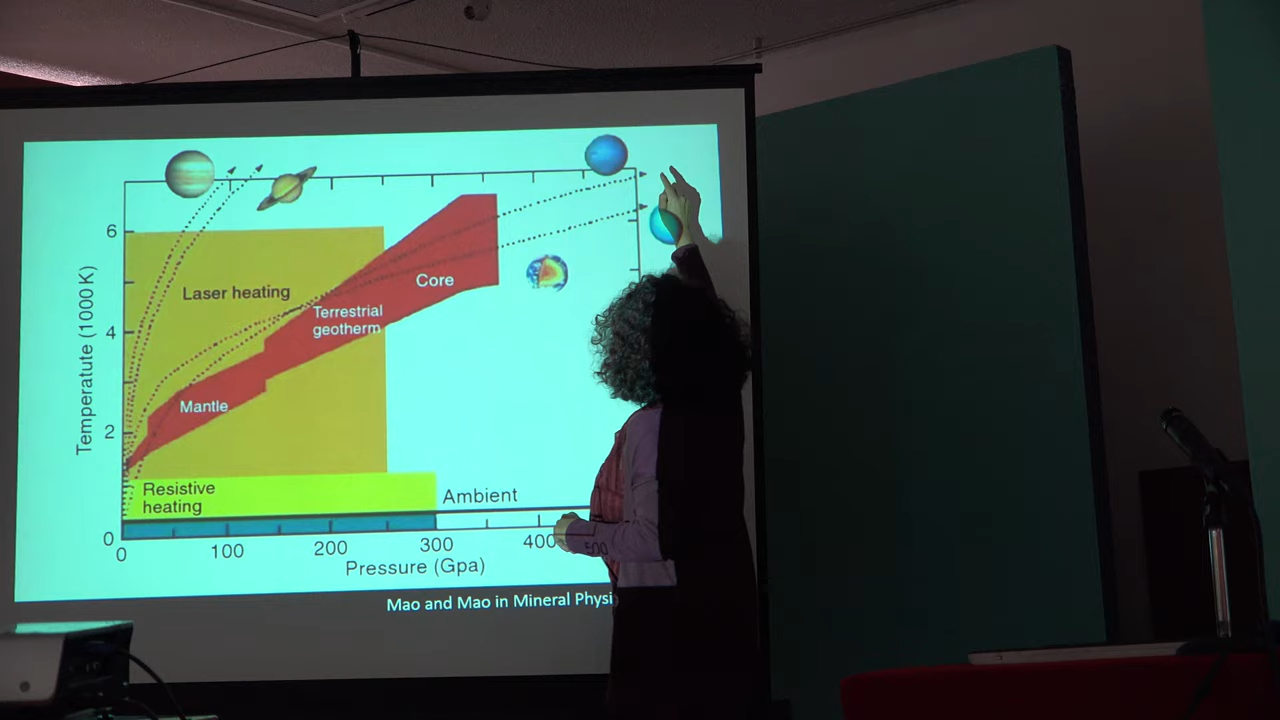 6
4
2
0
Temperatute (1000 K)
Laser heating
Core
Terrestrial
geotherm
Mantle
Resistive
heating
Ambient
0 100 200 300 400 500
Pressure (Gpa)
Mao and Mao in Mineral